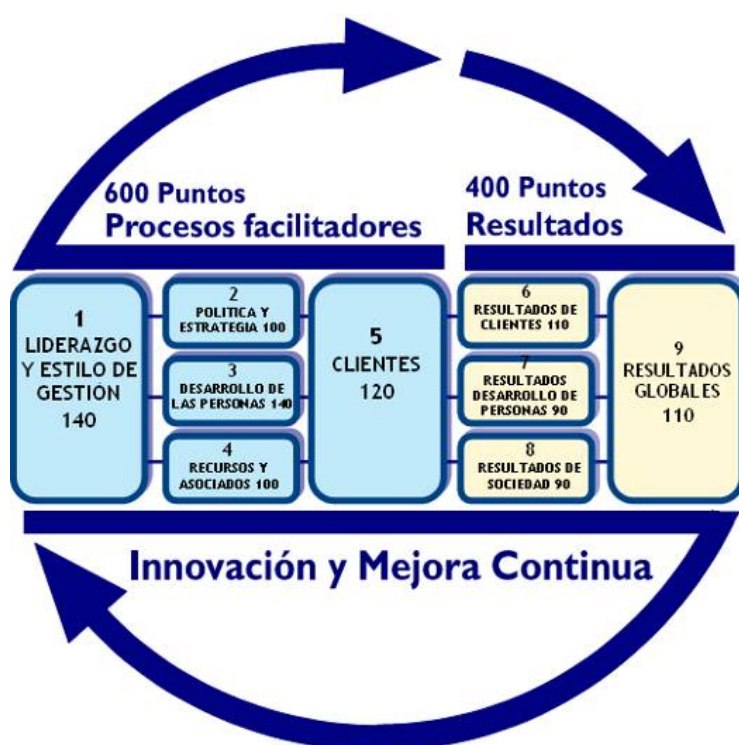 600 Puntos
Procesos facilitadores
400 Puntos
Resultados
1
LIDERAZGO
Y ESTILO DE
GESTIÓN
140
2
POLITICA Y
ESTRATEGIA 100
3
DESARROLLO DE
LAS PERSONAS 140
4
RECURSOS Y
ASOCIADOS 100
5
CLIENTES
120
6
RESULTADOS DE
CLIENTES 110
7
RESULTADOS
DESARROLLO DE
PERSONAS 90
8
RESULTADOS DE
SOCIEDAD 90
9
RESULTADOS
GLOBALES
110
Innovación y Mejora Continua